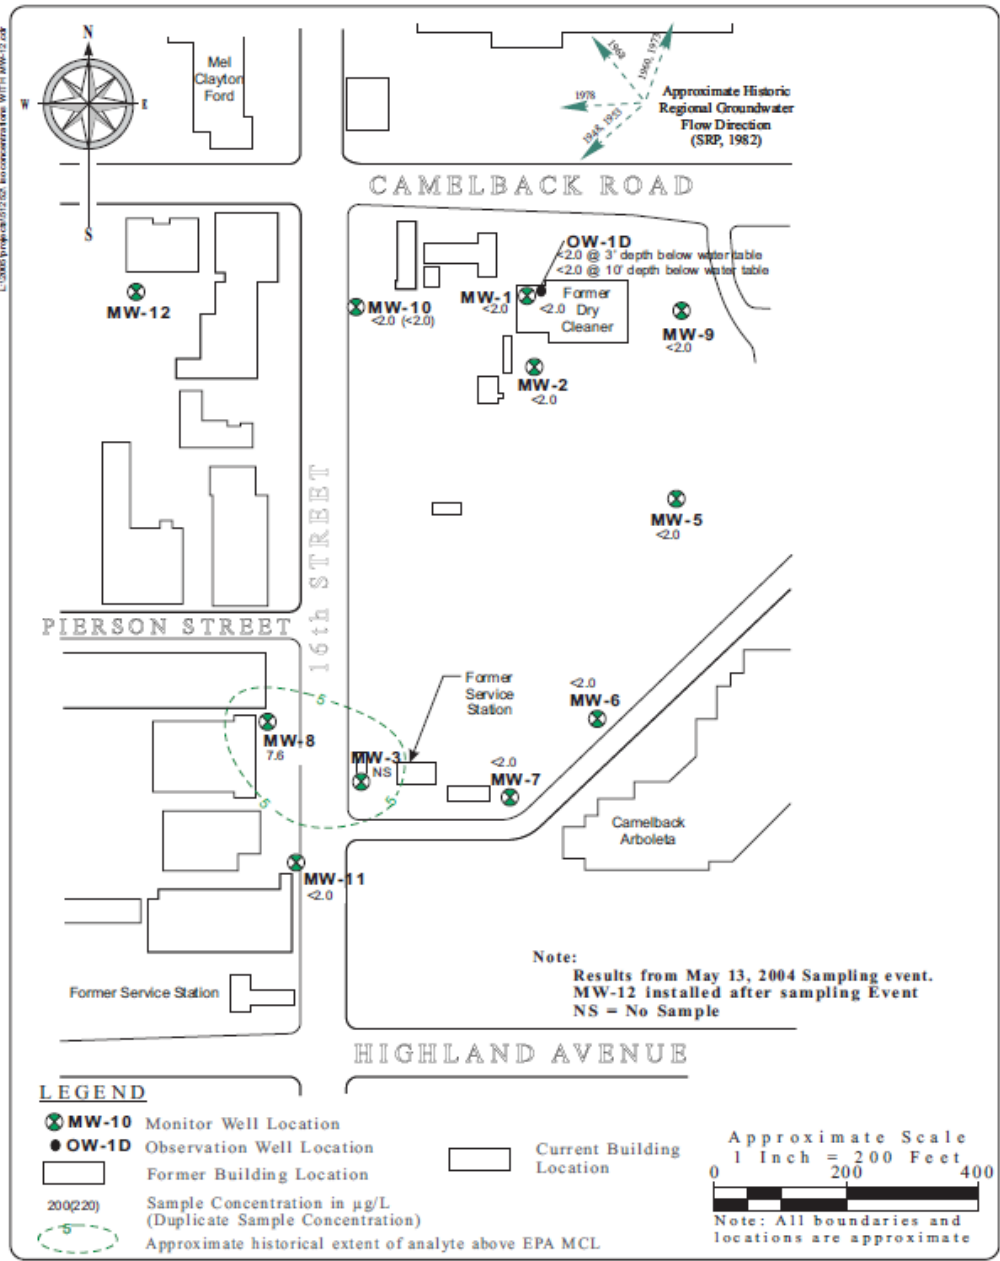 N
W
E
S
Mel
Clayton
Ford
1968
1960, 1977
1978
1948, 1953
Approximate Historic
Regional Groundwater
Flow Direction
(SRP, 1982)
CAMELBACK ROAD
OW-1D
<2.0 @ 3' depth below water table
<2.0 @ 10' depth below water table
MW-12
MW-10
<2.0 (<2.0)
MW-1
<2.0
<2.0
Former
Dry
Cleaner
MW-9
<2.0
MW-2
<2.0
16th STREET
MW-5
<2.0
PIERSON STREET
5
Former
Service
Station
<2.0
MW-6
MW-8
7.6
MW-3
NS
<2.0
MW-7
5
5
Camelback
Arboleta
MW-11
<2.0
Note:
Results from May 13, 2004 Sampling event.
MW-12 installed after sampling Event
NS = No Sample
Former Service Station
HIGHLAND AVENUE
LEGEND
MW-10 Monitor Well Location
OW-1D Observation Well Location
Former Building Location
Current Building
Location
200(220)
Sample Concentration in µg/L
(Duplicate Sample Concentration)
5
Approximate historical extent of analyte above EPA MCL
Approximate Scale
1 Inch = 200 Feet
0 200 400
Note: All boundaries and
locations are approximate